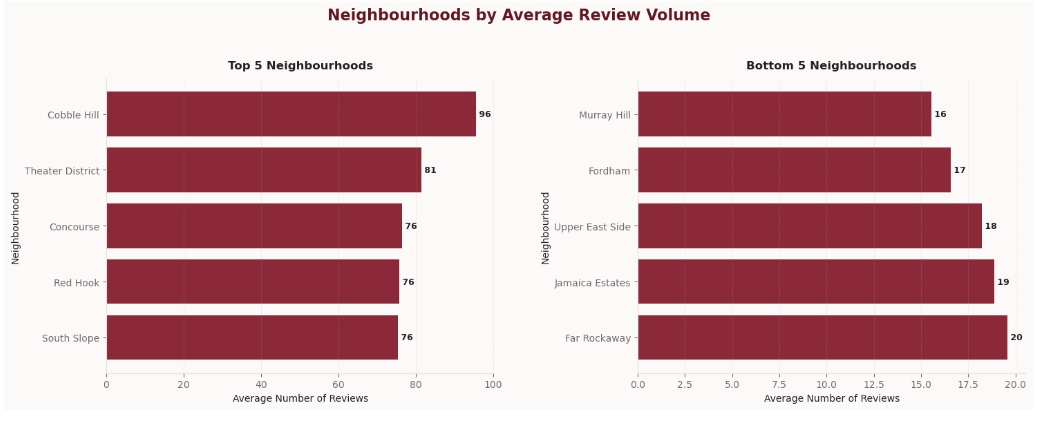 Neighbourhoods by Average Review Volume
Top 5 Neighbourhoods
Neighbourhood
Cobble Hill 96
Theater District 81
Concourse 76
Red Hook 76
South Slope 76
0 20 40 60 80 100
Average Number of Reviews
Bottom 5 Neighbourhoods
Neighbourhood
Murray Hill 16
Fordham 17
Upper East Side 18
Jamaica Estates 19
Far Rockaway 20
0.0 2.5 5.0 7.5 10.0 12.5 15.0 17.5 20.0
Average Number of Reviews